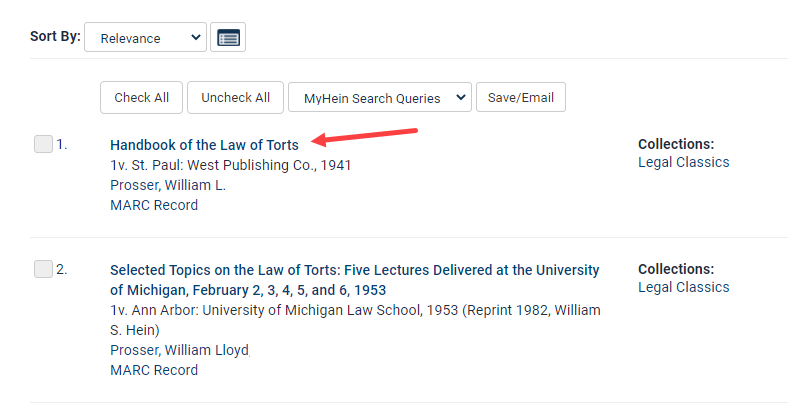 Sort By: Relevance
Check All Uncheck All MyHein Search Queries Save/Email
1. Handbook of the Law of Torts
1v. St. Paul: West Publishing Co., 1941
Prosser, William L.
MARC Record
Collections:
Legal Classics
2. Selected Topics on the Law of Torts: Five Lectures Delivered at the University
of Michigan, February 2, 3, 4, 5, and 6, 1953
1v. Ann Arbor: University of Michigan Law School, 1953 (Reprint 1982, William
S. Hein)
Prosser, William Lloyd
MARC Record
Collections:
Legal Classics